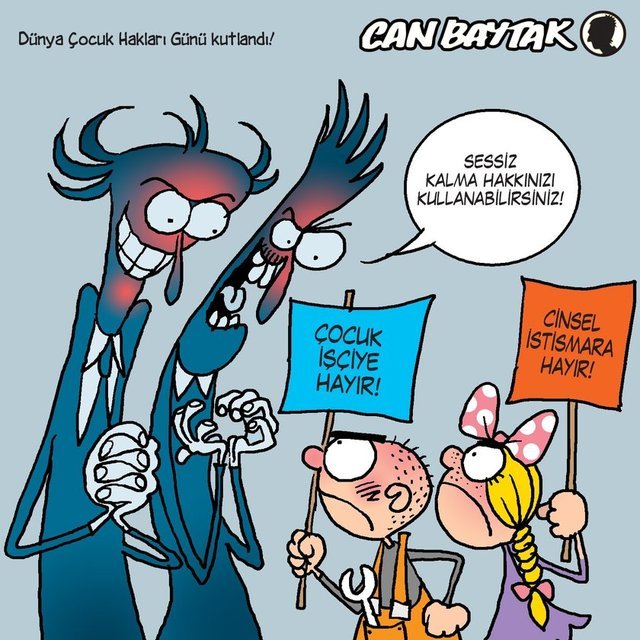 Dünya Çocuk Hakları Günü kutlandı!
CAN BAYTAK
SESSİZ
KALMA HAKKINIZI
KULLANABİLİRSİNİZ!
ÇOCUK
İŞÇİYE
HAYIR!
CİNSEL
İSTİSMARA
HAYIR!